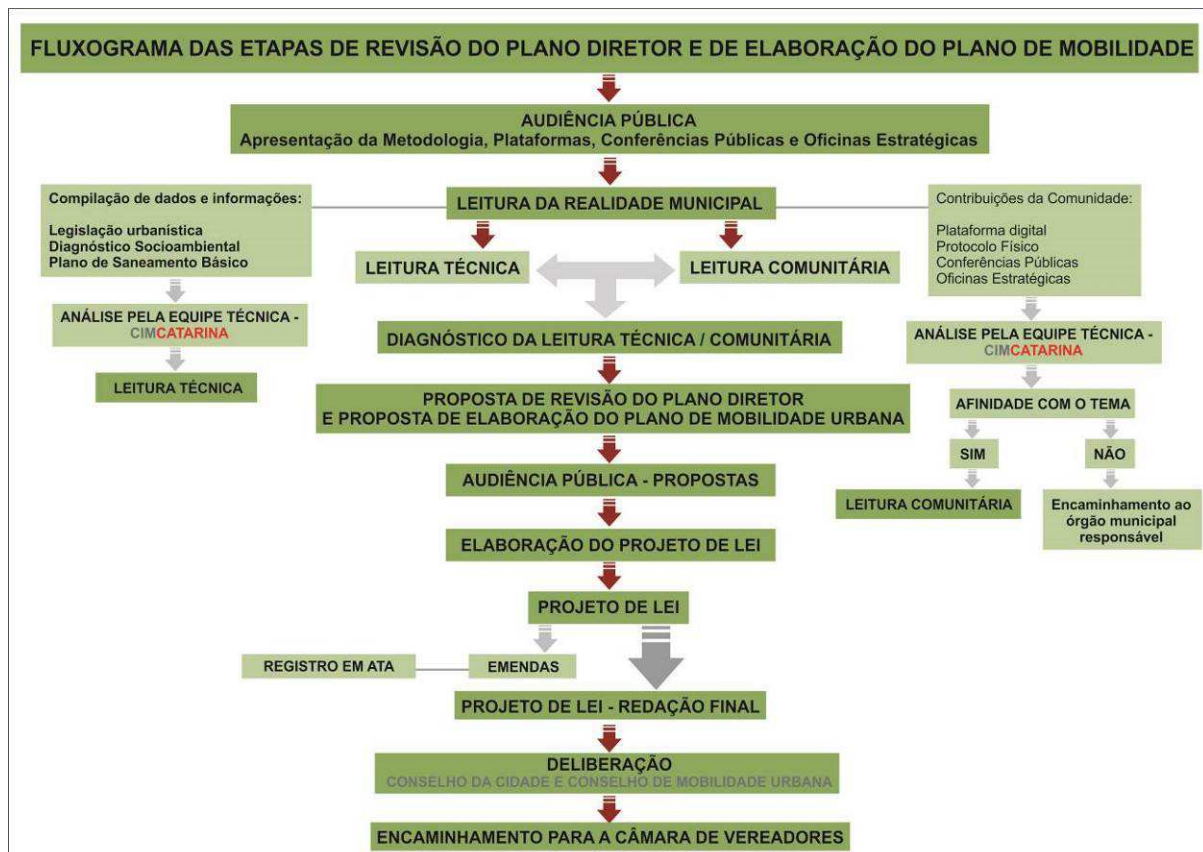 FLUXOGRAMA DAS ETAPAS DE REVISÃO DO PLANO DIRETOR E DE ELABORAÇÃO DO PLANO DE MOBILIDADE
AUDIÊNCIA PÚBLICA
Apresentação da Metodologia, Plataformas, Conferências Públicas e Oficinas Estratégicas
Compilação de dados e informações:
Legislação urbanística
Diagnóstico Socioambiental
Plano de Saneamento Básico
LEITURA DA REALIDADE MUNICIPAL
Contribuições da Comunidade:
Plataforma digital
Protocolo Físico
Conferências Públicas
Oficinas Estratégicas
LEITURA TÉCNICA
LEITURA COMUNITÁRIA
ANÁLISE PELA EQUIPE TÉCNICA -
CIMCATARINA
LEITURA TÉCNICA
DIAGNÓSTICO DA LEITURA TÉCNICA / COMUNITÁRIA
ANÁLISE PELA EQUIPE TÉCNICA -
CIMCATARINA
AFINIDADE COM O TEMA
SIM
NÃO
LEITURA COMUNITÁRIA
Encaminhamento ao
órgão municipal
responsável
PROPOSTA DE REVISÃO DO PLANO DIRETOR
E PROPOSTA DE ELABORAÇÃO DO PLANO DE MOBILIDADE URBANA
AUDIÊNCIA PÚBLICA - PROPOSTAS
ELABORAÇÃO DO PROJETO DE LEI
PROJETO DE LEI
REGISTRO EM ATA
EMENDAS
PROJETO DE LEI - REDAÇÃO FINAL
DELIBERAÇÃO
CONSELHO DA CIDADE E CONSELHO DE MOBILIDADE URBANA
ENCAMINHAMENTO PARA A CÂMARA DE VEREADORES